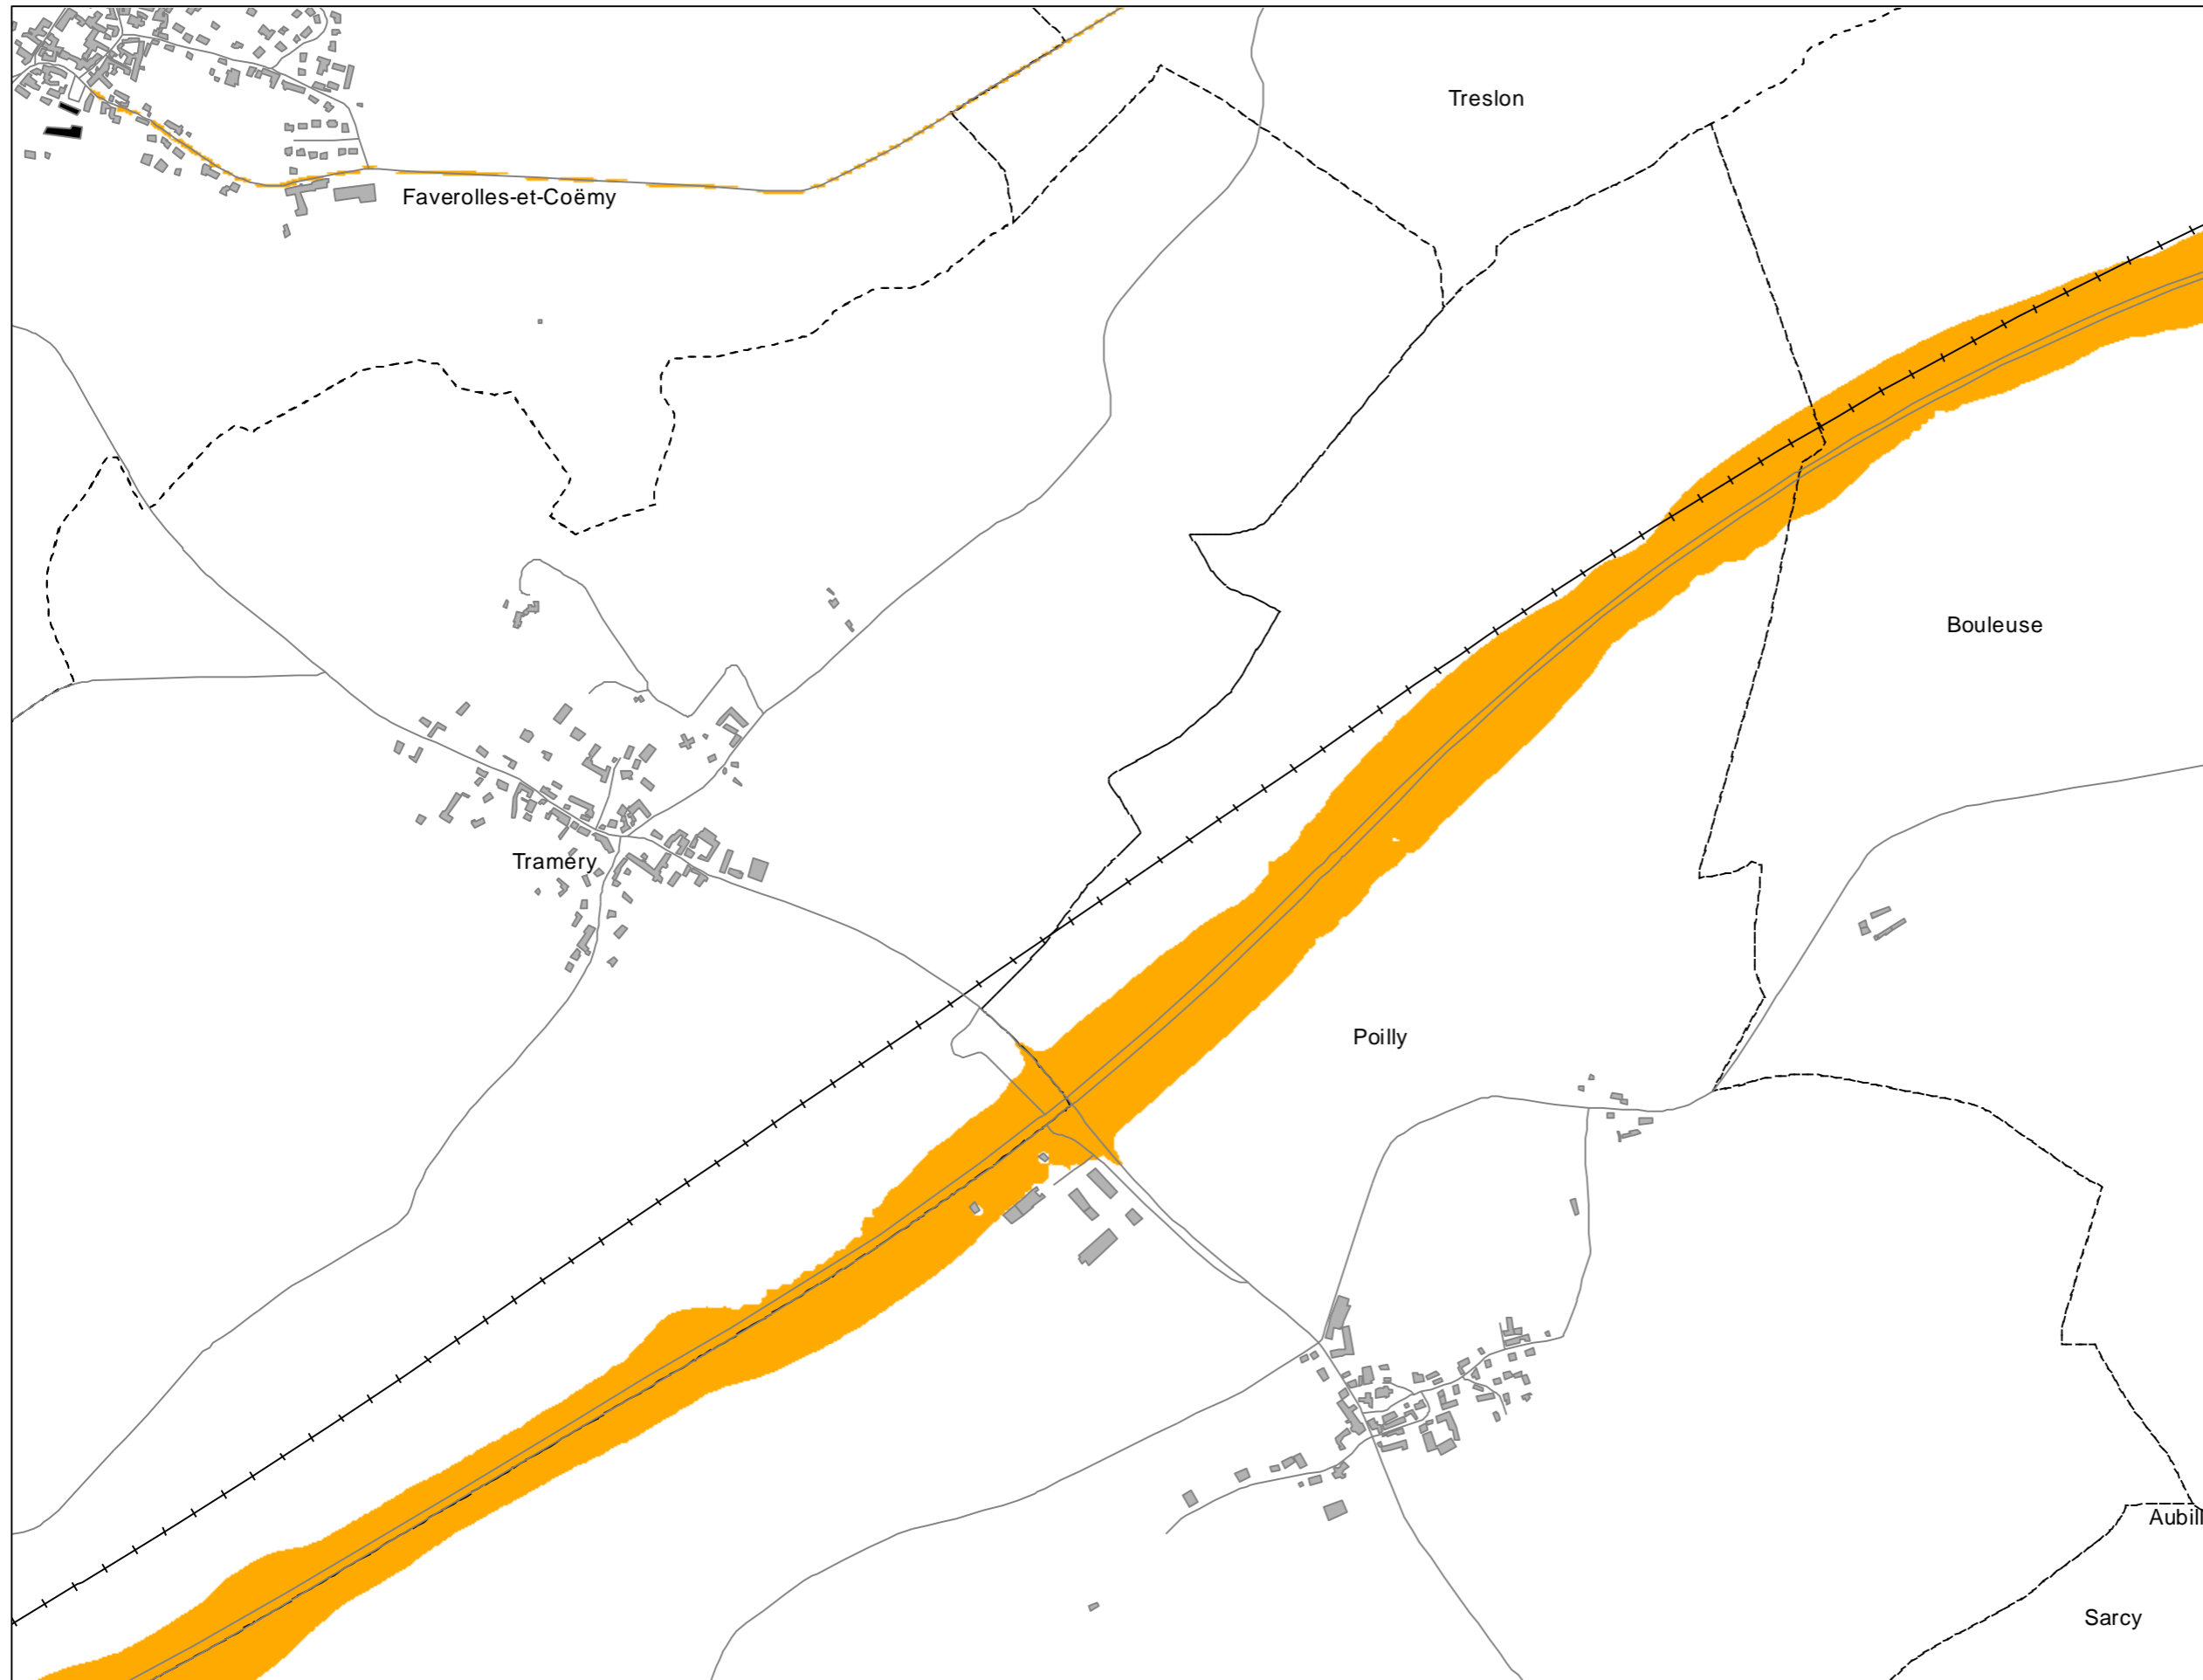 Treslon
Faverolles-et-Coëmy
Bouleuse
Tramery
Poilly
Aubill
Sarcy